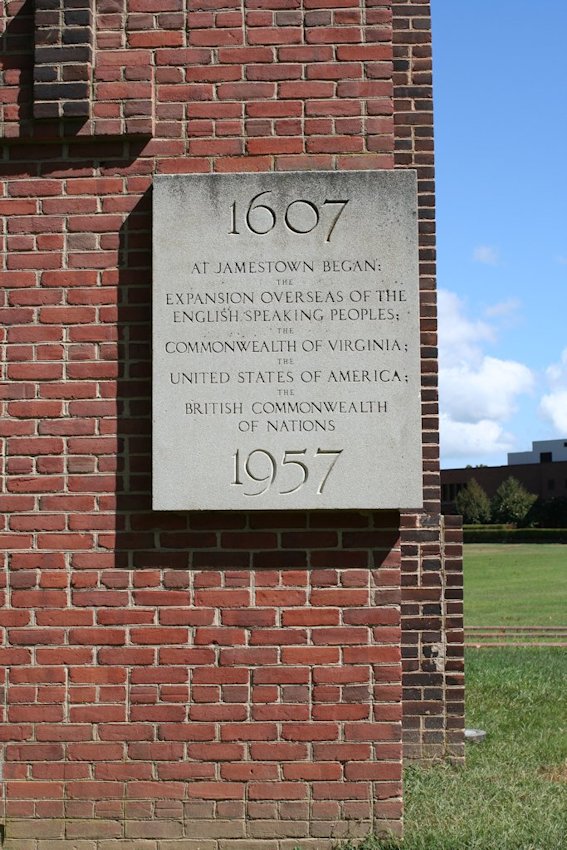 1607
AT JAMESTOWN BEGAN:
THE
EXPANSION OVERSEAS OF THE
ENGLISH SPEAKING PEOPLES;
THE
COMMONWEALTH OF VIRGINIA;
THE
UNITED STATES OF AMERICA;
THE
BRITISH COMMONWEALTH
OF NATIONS
1957